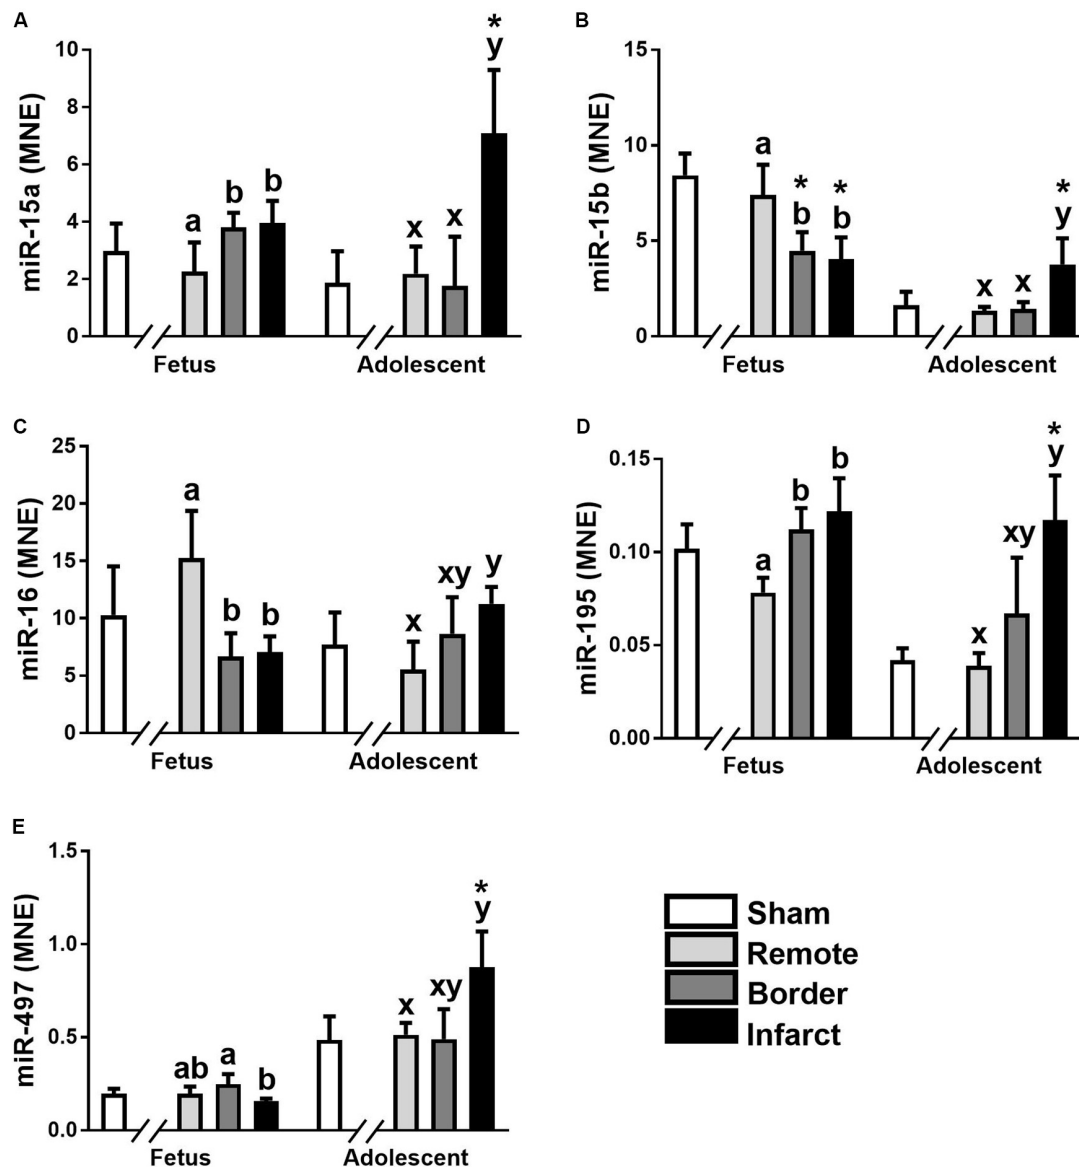 A
miR-15a (MNE)
10
8
6
4
2
0
a
b
b
x
x
*
y
Fetus
Adolescent
B
miR-15b (MNE)
15
10
5
0
a
*
b
*
b
x
x
*
y
Fetus
Adolescent
C
miR-16 (MNE)
25
20
15
10
5
0
a
b
b
x
xy
y
Fetus
Adolescent
D
miR-195 (MNE)
0.15
0.10
0.05
0.00
a
b
b
x
xy
*
y
Fetus
Adolescent
E
miR-497 (MNE)
1.5
1.0
0.5
0.0
ab
a
b
x
xy
*
y
Fetus
Adolescent
Sham
Remote
Border
Infarct